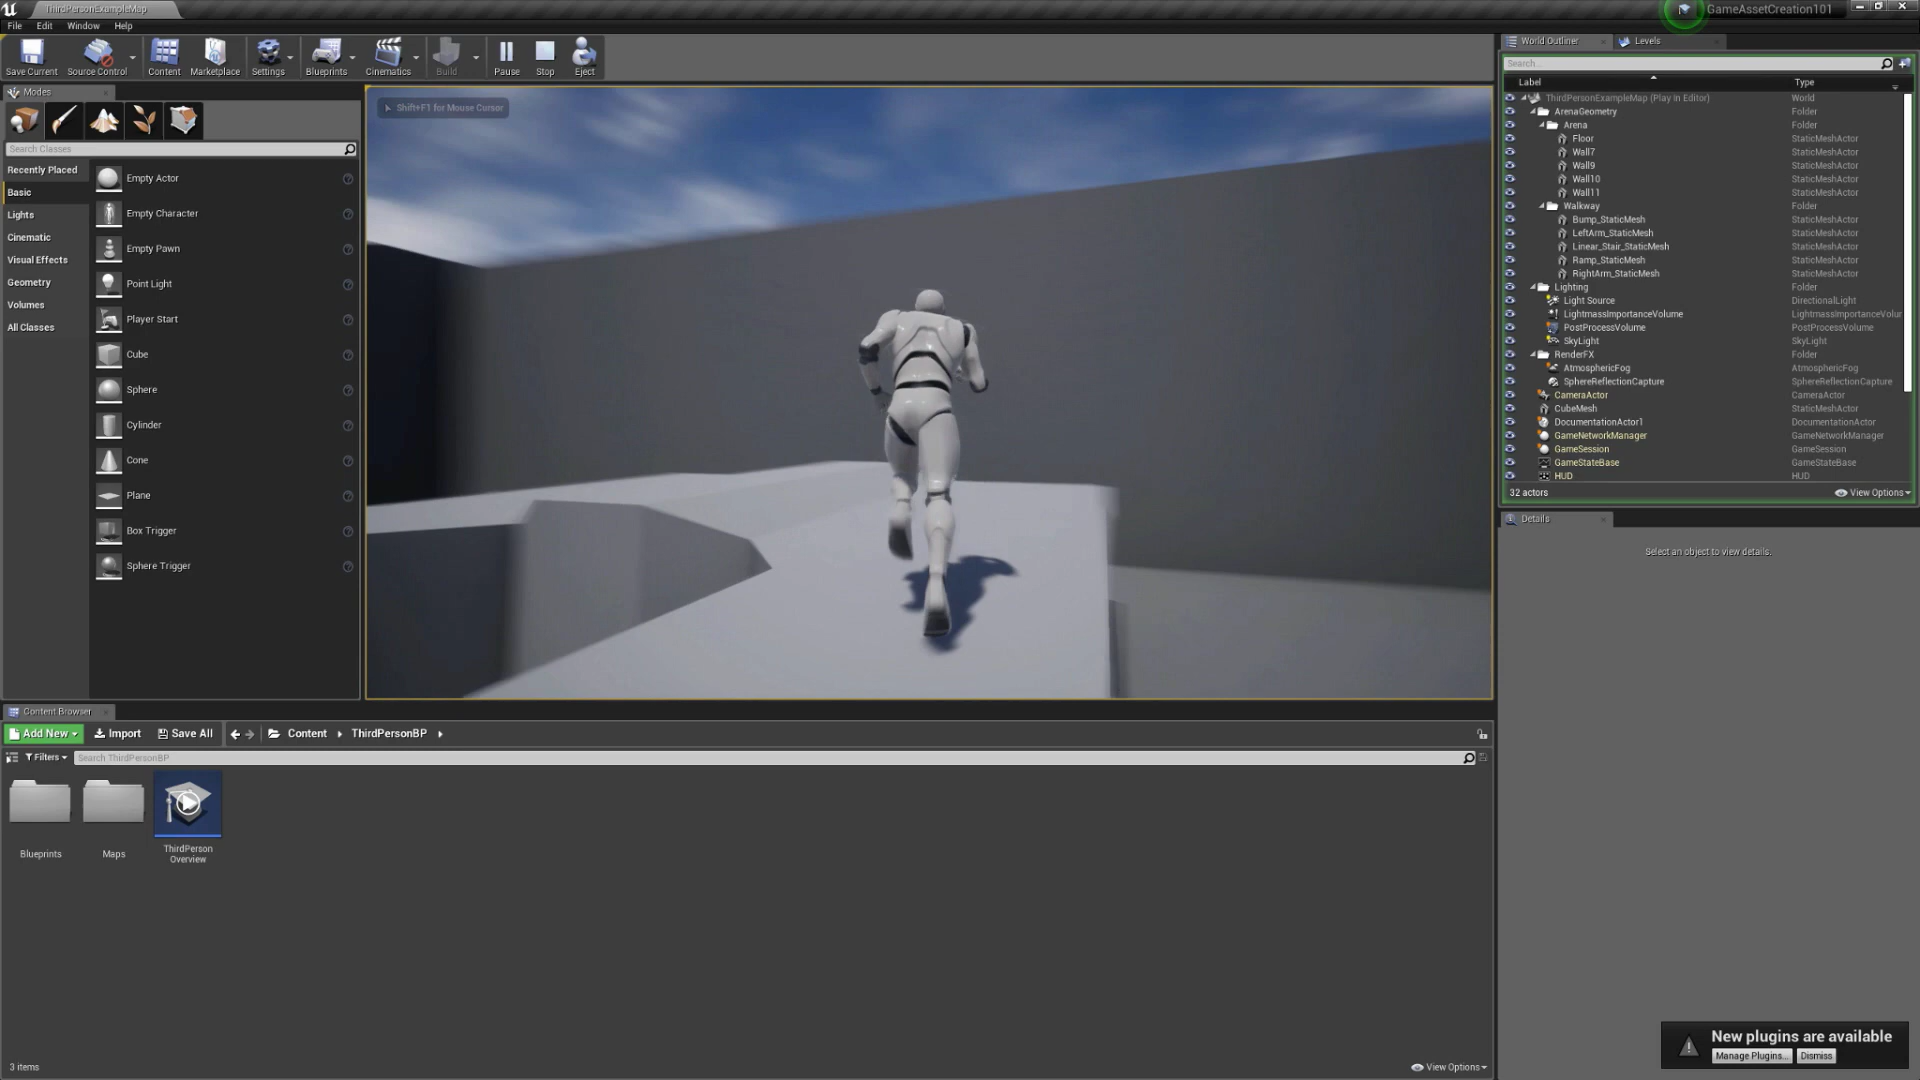 ThirdPersonExampleMap
GameAssetCreation101
File Edit Window Help
Save Current Source Control Content Marketplace Settings Blueprints Cinematics Build Pause Stop Eject
Modes
Search Classes
Recently Placed
Basic
Lights
Cinematic
Visual Effects
Geometry
Volumes
All Classes
Empty Actor
Empty Character
Empty Pawn
Point Light
Player Start
Cube
Sphere
Cylinder
Cone
Plane
Box Trigger
Sphere Trigger
Shift+F1 for Mouse Cursor
World Outliner Levels
Search...
Label Type
ThirdPersonExampleMap (Play In Editor) World
ArenaGeometry Folder
Arena Folder
Floor StaticMeshActor
Wall7 StaticMeshActor
Wall9 StaticMeshActor
Wall10 StaticMeshActor
Wall11 StaticMeshActor
Walkway Folder
Bump_StaticMesh StaticMeshActor
LeftArm_StaticMesh StaticMeshActor
Linear_Stair_StaticMesh StaticMeshActor
Ramp_StaticMesh StaticMeshActor
RightArm_StaticMesh StaticMeshActor
Lighting Folder
Light Source DirectionalLight
LightmassImportanceVolume LightmassImportanceVolur
PostProcessVolume PostProcessVolume
SkyLight SkyLight
RenderFX Folder
AtmosphericFog AtmosphericFog
SphereReflectionCapture SphereReflectionCapture
CameraActor CameraActor
CubeMesh StaticMeshActor
DocumentationActor1 DocumentationActor
GameNetworkManager GameNetworkManager
GameSession GameSession
GameStateBase GameStateBase
HUD HUD
32 actors View Options
Details
Select an object to view details.
Content Browser
Add New Import Save All Content ThirdPersonBP
Filters Search ThirdPersonBP
Blueprints
Maps
ThirdPerson
Overview
3 items View Options
New plugins are available
Manage Plugins... Dismiss